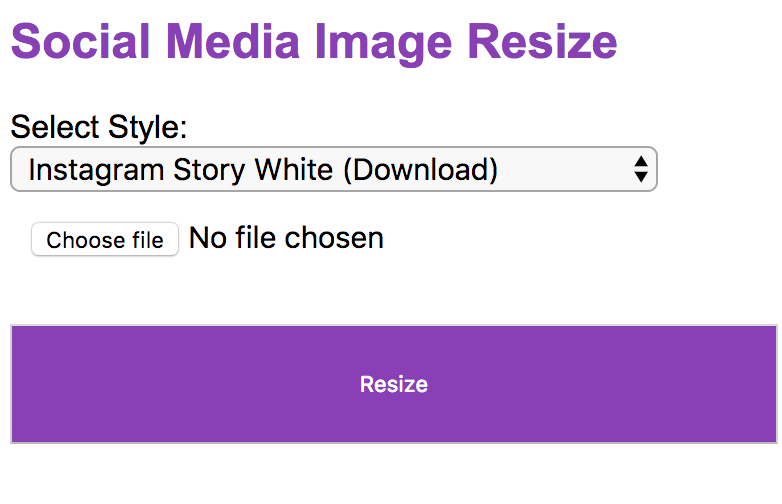 Social Media Image Resize
Select Style:
Instagram Story White (Download)
Choose file No file chosen
Resize